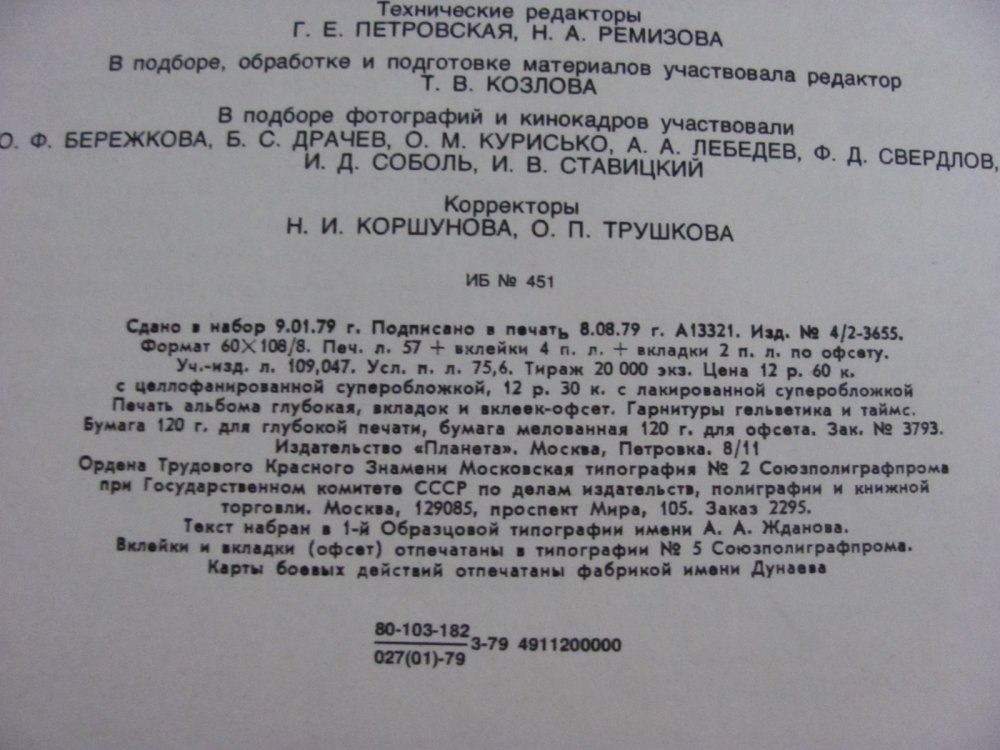 Технические редакторы
Г. Е. ПЕТРОВСКАЯ, Н. А. РЕМИЗОВА
В подборе, обработке и подготовке материалов участвовала редактор
Т. В. КОЗЛОВА
В подборе фотографий и кинокадров участвовали
О. Ф. БЕРЕЖКОВА, Б. С. ДРАЧЕВ, О. М. КУРИСЬКО, А. А. ЛЕБЕДЕВ, Ф. Д. СВЕРДЛОВ,
И. Д. СОБОЛЬ, И. В. СТАВИЦКИЙ
Корректоры
Н. И. КОРШУНОВА, О. П. ТРУШКОВА
ИБ № 451
Сдано в набор 9.01.79 г. Подписано в печать 8.08.79 г. А13321. Изд. № 4/2-3655.
Формат 60×108/8. Печ. л. 57 + вклейки 4 п. л. + вкладки 2 п. л. по офсету.
Уч.-изд. л. 109,047. Усл. п. л. 75,6. Тираж 20 000 экз. Цена 12 р. 60 к.
с целлофанированной суперобложкой, 12 р. 30 к. с лакированной суперобложкой
Печать альбома глубокая, вкладок и вклеек-офсет. Гарнитуры гельветика и таймс.
Бумага 120 г. для глубокой печати, бумага мелованная 120 г. для офсета. Зак. № 3793.
Издательство «Планета». Москва, Петровка. 8/11
Ордена Трудового Красного Знамени Московская типография № 2 Союзполиграфпрома
при Государственном комитете СССР по делам издательств, полиграфии и книжной
торговли. Москва, 129085, проспект Мира, 105. Заказ 2295.
Текст набран в 1-й Образцовой типографии имени А. А. Жданова.
Вклейки и вкладки (офсет) отпечатаны в типографии № 5 Союзполиграфпрома.
Карты боевых действий отпечатаны фабрикой имени Дунаева
80-103-182
027(01)-79
3-79 4911200000